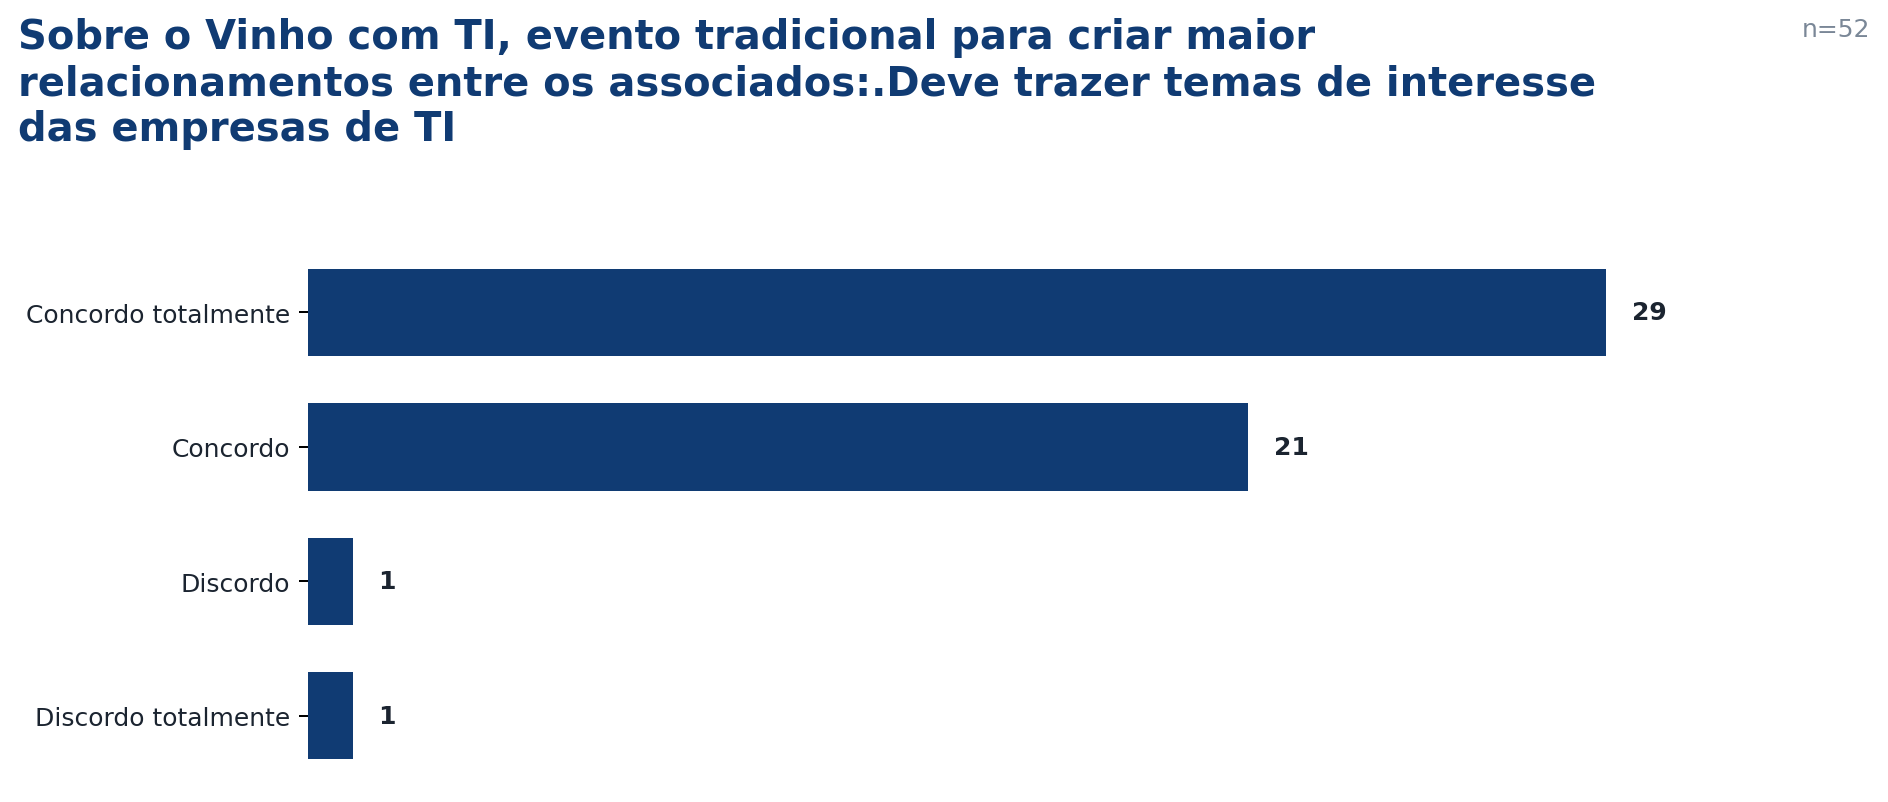 Sobre o Vinho com TI, evento tradicional para criar maior
relacionamentos entre os associados:.Deve trazer temas de interesse
das empresas de TI
n=52
Concordo totalmente
29
Concordo
21
Discordo
1
Discordo totalmente
1